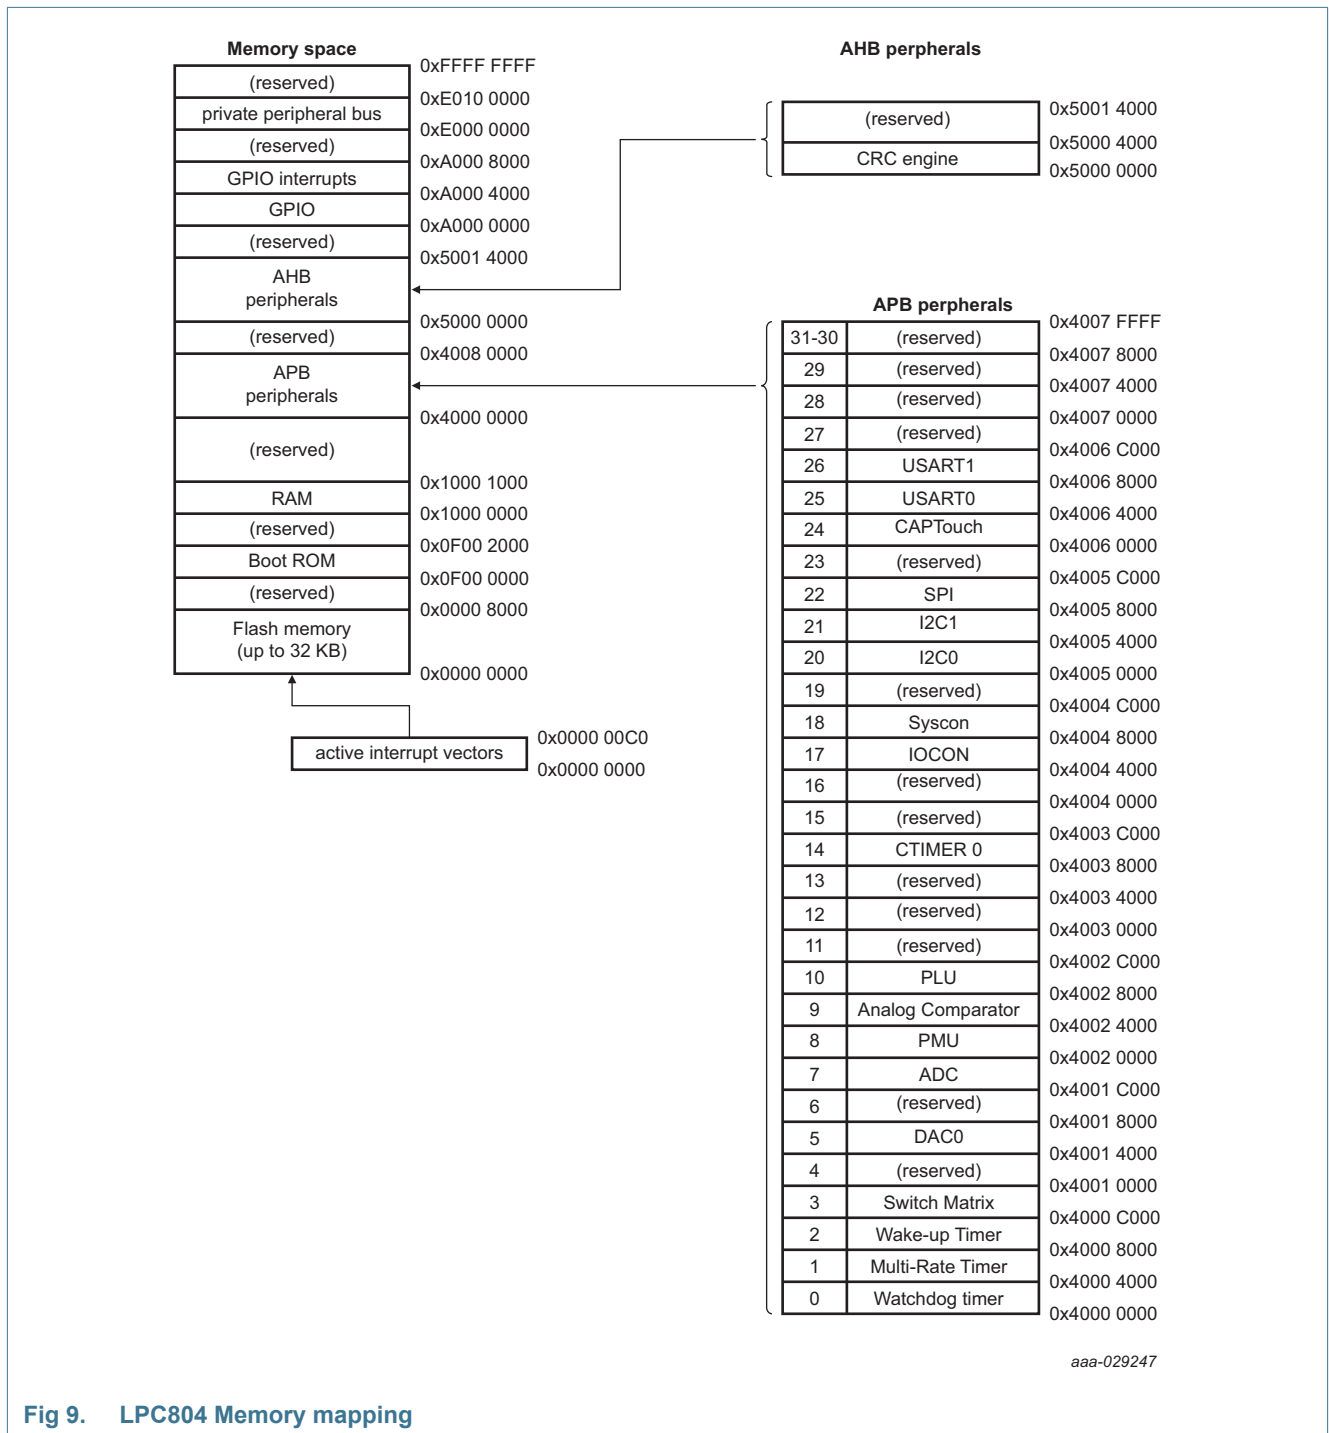 Memory space
0xFFFF FFFF
(reserved)
0xE010 0000
private peripheral bus
0xE000 0000
(reserved)
0xA000 8000
GPIO interrupts
0xA000 4000
GPIO
0xA000 0000
(reserved)
0x5001 4000
AHB
peripherals
0x5000 0000
(reserved)
0x4008 0000
APB
peripherals
0x4000 0000
(reserved)
0x1000 1000
RAM
0x1000 0000
(reserved)
0x0F00 2000
Boot ROM
0x0F00 0000
(reserved)
0x0000 8000
Flash memory
(up to 32 KB)
0x0000 0000
0x0000 00C0
active interrupt vectors
0x0000 0000
AHB perpherals
0x5001 4000
(reserved)
0x5000 4000
CRC engine
0x5000 0000
APB perpherals
0x4007 FFFF
31-30 (reserved)
0x4007 8000
29 (reserved)
0x4007 4000
28 (reserved)
0x4007 0000
27 (reserved)
0x4006 C000
26 USART1
0x4006 8000
25 USART0
0x4006 4000
24 CAPTouch
0x4006 0000
23 (reserved)
0x4005 C000
22 SPI
0x4005 8000
21 I2C1
0x4005 4000
20 I2C0
0x4005 0000
19 (reserved)
0x4004 C000
18 Syscon
0x4004 8000
17 IOCON
0x4004 4000
16 (reserved)
0x4004 0000
15 (reserved)
0x4003 C000
14 CTIMER 0
0x4003 8000
13 (reserved)
0x4003 4000
12 (reserved)
0x4003 0000
11 (reserved)
0x4002 C000
10 PLU
0x4002 8000
9 Analog Comparator
0x4002 4000
8 PMU
0x4002 0000
7 ADC
0x4001 C000
6 (reserved)
0x4001 8000
5 DAC0
0x4001 4000
4 (reserved)
0x4001 0000
3 Switch Matrix
0x4000 C000
2 Wake-up Timer
0x4000 8000
1 Multi-Rate Timer
0x4000 4000
0 Watchdog timer
0x4000 0000
aaa-029247
Fig 9. LPC804 Memory mapping